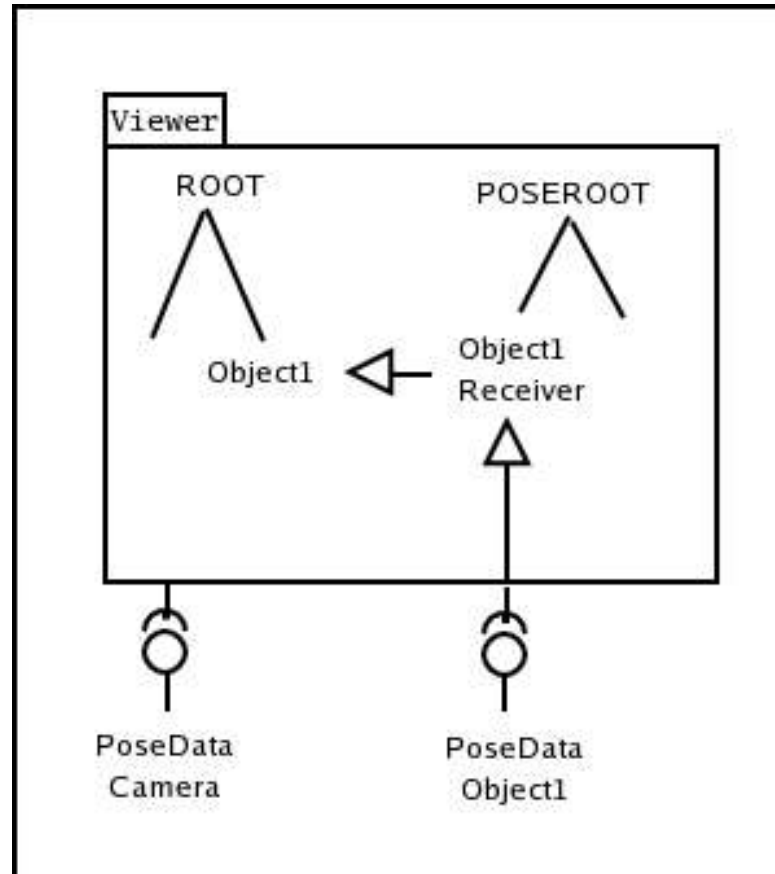 Viewer
ROOT
POSEROOT
Object1
Object1
Receiver
PoseData
Camera
PoseData
Object1